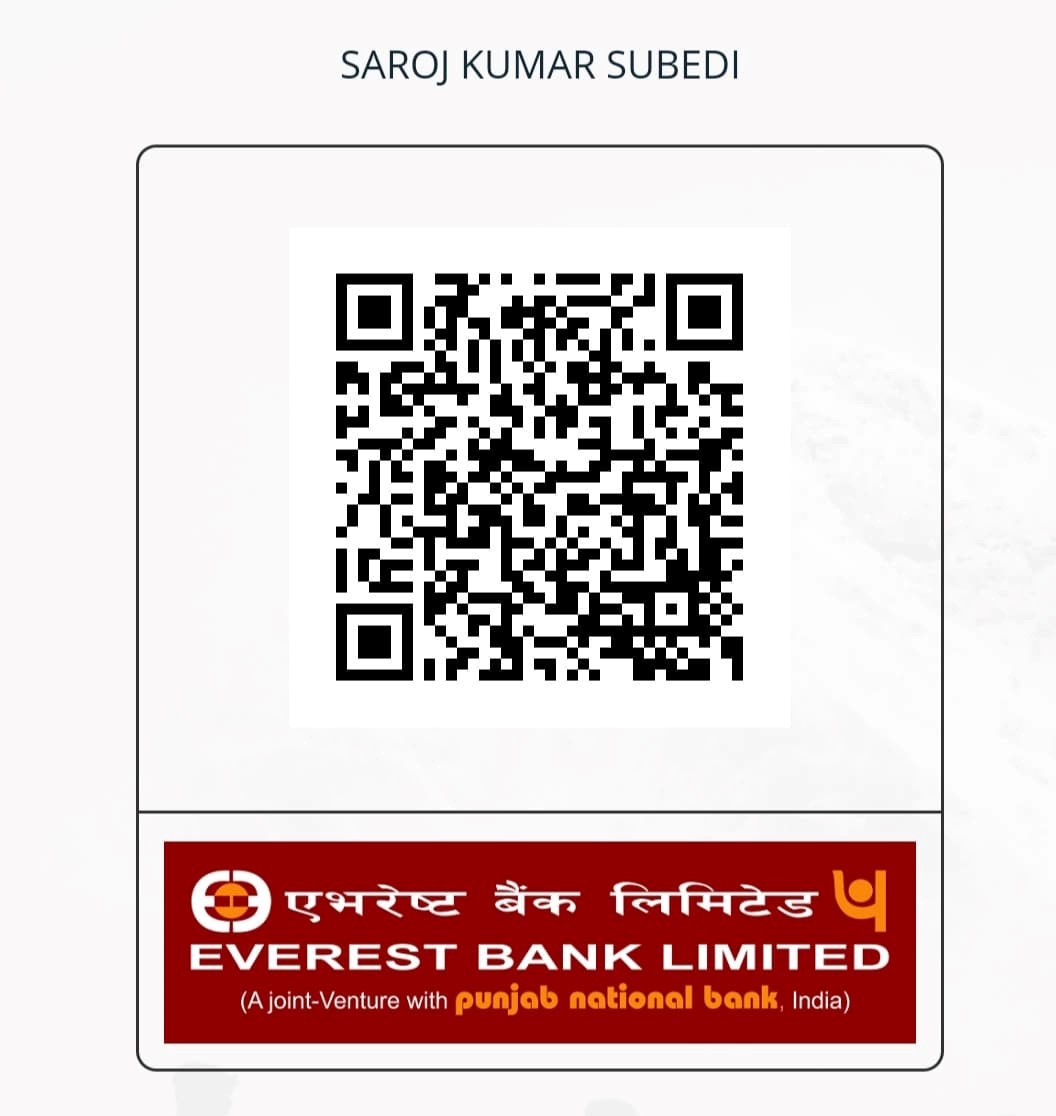 SAROJ KUMAR SUBEDI
एभरेष्ट बैंक लिमिटेड
EVEREST BANK LIMITED
(A joint-Venture with punjab national bank, India)